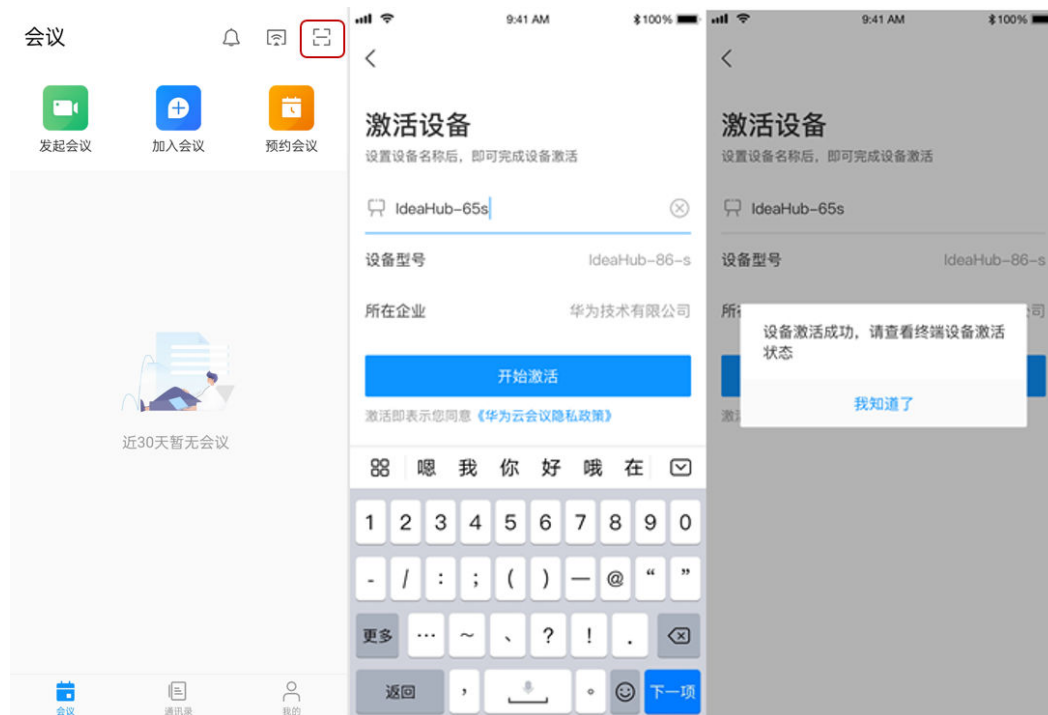 会议
发起会议
加入会议
预约会议
近30天暂无会议
会议
通讯录
我的
9:41 AM
100%
激活设备
设置设备名称后，即可完成设备激活
IdeaHub-65s
设备型号
IdeaHub-86-s
所在企业
华为技术有限公司
开始激活
激活即表示您同意《华为云会议隐私政策》
嗯 我 你 好 哦 在
1 2 3 4 5 6 7 8 9 0
- / : ; ( ) — @ “ ”
更多 … ~ 、 ? ! .
返回 ， 。 下一项
9:41 AM
100%
激活设备
设置设备名称后，即可完成设备激活
IdeaHub-65s
设备型号
IdeaHub-86-s
所
司
设备激活成功，请查看终端设备激活
状态
我知道了
激